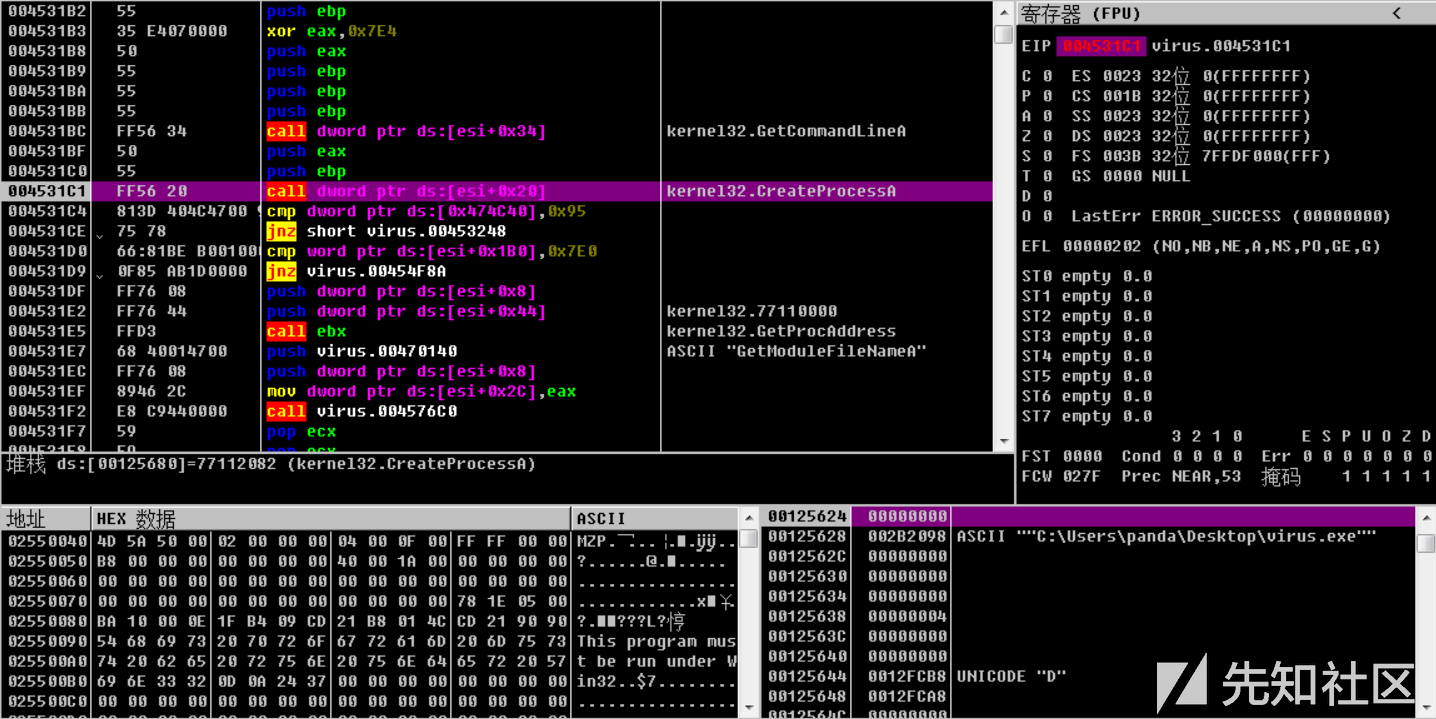 004531B2 55 push ebp
004531B3 35 E4070000 xor eax,0x7E4
004531B8 50 push eax
004531B9 55 push ebp
004531BA 55 push ebp
004531BB 55 push ebp
004531BC FF56 34 call dword ptr ds:[esi+0x34] kernel32.GetCommandLineA
004531BF 50 push eax
004531C0 55 push ebp
004531C1 FF56 20 call dword ptr ds:[esi+0x20] kernel32.CreateProcessA
004531C4 813D 404C4700 cmp dword ptr ds:[0x474C40],0x95
004531CE 75 78 jnz short virus.00453248
004531D0 66:81BE B001000 cmp word ptr ds:[esi+0x1B0],0x7E0
004531D9 0F85 AB1D0000 jnz virus.00454F8A
004531DF FF76 08 push dword ptr ds:[esi+0x8]
004531E2 FF76 44 push dword ptr ds:[esi+0x44] kernel32.77110000
004531E5 FFD3 call ebx kernel32.GetProcAddress
004531E7 68 40014700 push virus.00470140 ASCII "GetModuleFileNameA"
004531EC FF76 08 push dword ptr ds:[esi+0x8]
004531EF 8946 2C mov dword ptr ds:[esi+0x2C],eax
004531F2 E8 C9440000 call virus.004576C0
004531F7 59 pop ecx
堆栈 ds:[00125680]=77112082 (kernel32.CreateProcessA)
寄存器 (FPU) <
EIP 004531C1 virus.004531C1
C 0 ES 0023 32位 0(FFFFFFFF)
P 0 CS 001B 32位 0(FFFFFFFF)
A 0 SS 0023 32位 0(FFFFFFFF)
Z 0 DS 0023 32位 0(FFFFFFFF)
S 0 FS 003B 32位 7FFDF000(FFF)
T 0 GS 0000 NULL
D 0
O 0 LastErr ERROR_SUCCESS (00000000)
EFL 00000202 (NO,NB,NE,A,NS,PO,GE,G)
ST0 empty 0.0
ST1 empty 0.0
ST2 empty 0.0
ST3 empty 0.0
ST4 empty 0.0
ST5 empty 0.0
ST6 empty 0.0
ST7 empty 0.0
3 2 1 0 E S P U O Z D
FST 0000 Cond 0 0 0 0 Err 0 0 0 0 0 0 0
FCW 027F Prec NEAR,53 掩码 1 1 1 1 1
地址 HEX 数据 ASCII
02550040 4D 5A 50 00 02 00 00 00 04 00 0F 00 FF FF 00 00 MZP.
02550050 B8 00 00 00 00 00 00 00 40 00 1A 00 00 00 00 00 ?.......@.
02550060 00 00 00 00 00 00 00 00 00 00 00 00 00 00 00 00 ................
02550070 00 00 00 00 00 00 00 00 00 00 00 00 78 1E 05 00 ............x
02550080 BA 10 00 0E 1F B4 09 CD 21 B8 01 4C CD 21 90 90
02550090 54 68 69 73 20 70 72 6F 67 72 61 6D 20 6D 75 73 This program mus
025500A0 74 20 62 65 20 72 75 6E 20 75 6E 64 65 72 20 57 t be run under W
025500B0 69 6E 33 32 0D 0A 24 37 00 00 00 00 00 00 00 00 in32..$7........
025500C0 00 00 00 00 00 00 00 00 00 00 00 00 00 00 00 00 ................
00125624 00000000
00125628 002B2098 ASCII ""C:\Users\panda\Desktop\virus.exe""
0012562C 00000000
00125630 00000000
00125634 00000000
00125638 00000004
0012563C 00000000
00125640 00000000
00125644 0012FCB8 UNICODE "D"
00125648 0012FCA8
先知社区